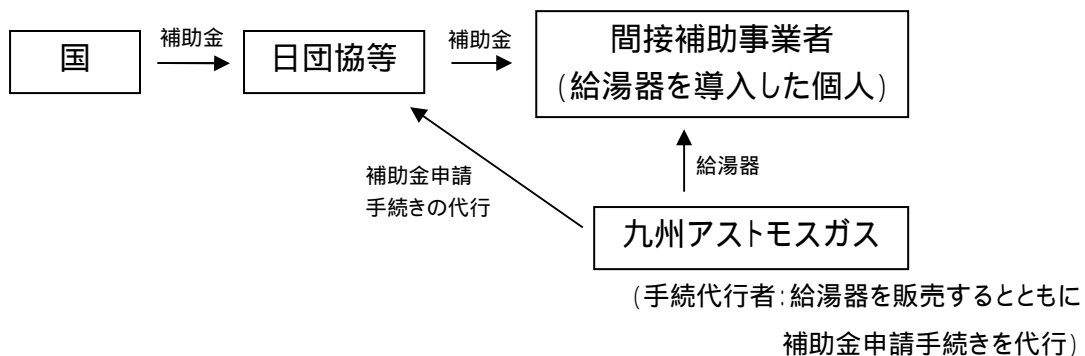 国
補助金
日団協等
補助金
間接補助事業者
(給湯器を導入した個人)
補助金申請
手続きの代行
給湯器
九州アストモスガス
(手続代行者:給湯器を販売するとともに
補助金申請手続きを代行)